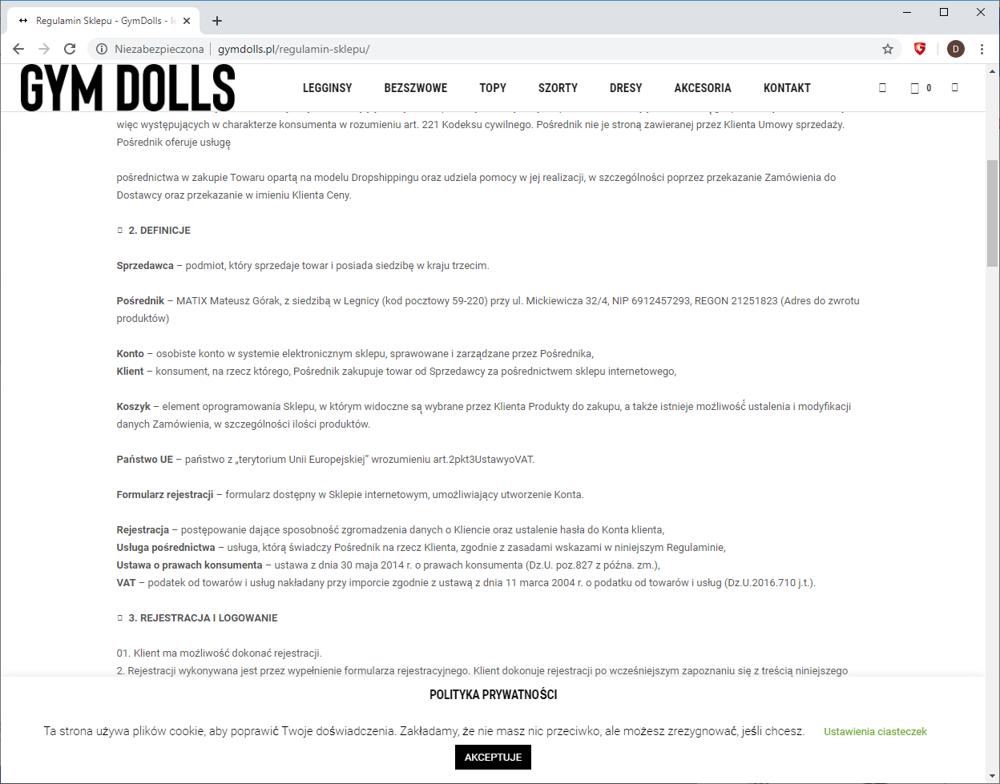 Regulamin Sklepu - GymDolls - le
Niezabezpieczona
gymdolls.pl/regulamin-sklepu/
D
GYM DOLLS
LEGGINSY BEZSZWOWE TOPY SZORTY DRESY AKCESORIA KONTAKT 0
więc występujących w charakterze konsumenta w rozumieniu art. 221 Kodeksu cywilnego. Pośrednik nie je stroną zawieranej przez Klienta Umowy sprzedaży.
Pośrednik oferuje usługę
pośrednictwa w zakupie Towaru opartą na modelu Dropshippingu oraz udziela pomocy w jej realizacji, w szczególności poprzez przekazanie Zamówienia do
Dostawcy oraz przekazanie w imieniu Klienta Ceny.
2. DEFINICJE
Sprzedawca – podmiot, który sprzedaje towar i posiada siedzibę w kraju trzecim.
Pośrednik – MATIX Mateusz Górak, z siedzibą w Legnicy (kod pocztowy 59-220) przy ul. Mickiewicza 32/4, NIP 6912457293, REGON 21251823 (Adres do zwrotu
produktów)
Konto – osobiste konto w systemie elektronicznym sklepu, sprawowane i zarządzane przez Pośrednika,
Klient – konsument, na rzecz którego, Pośrednik zakupuje towar od Sprzedawcy za pośrednictwem sklepu internetowego,
Koszyk – element oprogramowania Sklepu, w którym widoczne są wybrane przez Klienta Produkty do zakupu, a także istnieje możliwość ustalenia i modyfikacji
danych Zamówienia, w szczególności ilości produktów.
Państwo UE – państwo z „terytorium Unii Europejskiej” wrozumieniu art.2pkt3UstawyoVAT.
Formularz rejestracji – formularz dostępny w Sklepie internetowym, umożliwiający utworzenie Konta.
Rejestracja – postępowanie dające sposobność zgromadzenia danych o Kliencie oraz ustalenie hasła do Konta klienta,
Usługa pośrednictwa – usługa, którą świadczy Pośrednik na rzecz Klienta, zgodnie z zasadami wskazami w niniejszym Regulaminie,
Ustawa o prawach konsumenta – ustawa z dnia 30 maja 2014 r. o prawach konsumenta (Dz.U. poz.827 z późna. zm.),
VAT – podatek od towarów i usług nakładany przy imporcie zgodnie z ustawą z dnia 11 marca 2004 r. o podatku od towarów i usług (Dz.U.2016.710 j.t.).
3. REJESTRACJA I LOGOWANIE
01. Klient ma możliwość dokonać rejestracji.
2. Rejestracji wykonywana jest przez wypełnienie formularza rejestracyjnego. Klient dokonuje rejestracji po wcześniejszym zapoznaniu się z treścią niniejszego
POLITYKA PRYWATNOŚCI
Ta strona używa plików cookie, aby poprawić Twoje doświadczenia. Zakładamy, że nie masz nic przeciwko, ale możesz zrezygnować, jeśli chcesz. Ustawienia ciasteczek
AKCEPTUJE